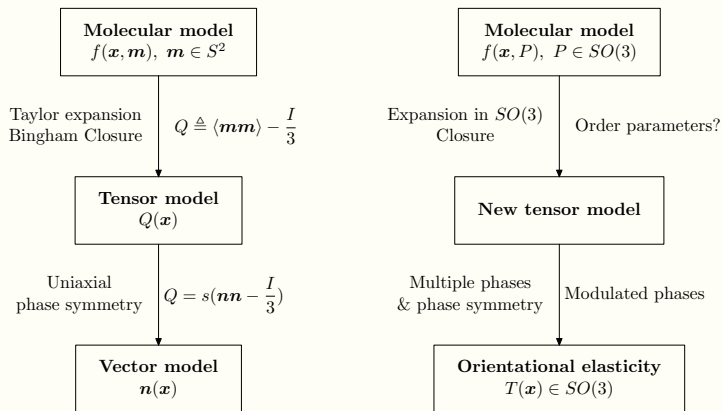 Molecular model
f(x, m), m ∈ S²
Taylor expansion
Bingham Closure
Q ≜ ⟨mm⟩ − I/3
Tensor model
Q(x)
Uniaxial
phase symmetry
Q = s(nn − I/3)
Vector model
n(x)
Molecular model
f(x, P), P ∈ SO(3)
Expansion in SO(3)
Closure
Order parameters?
New tensor model
Multiple phases
& phase symmetry
Modulated phases
Orientational elasticity
T(x) ∈ SO(3)